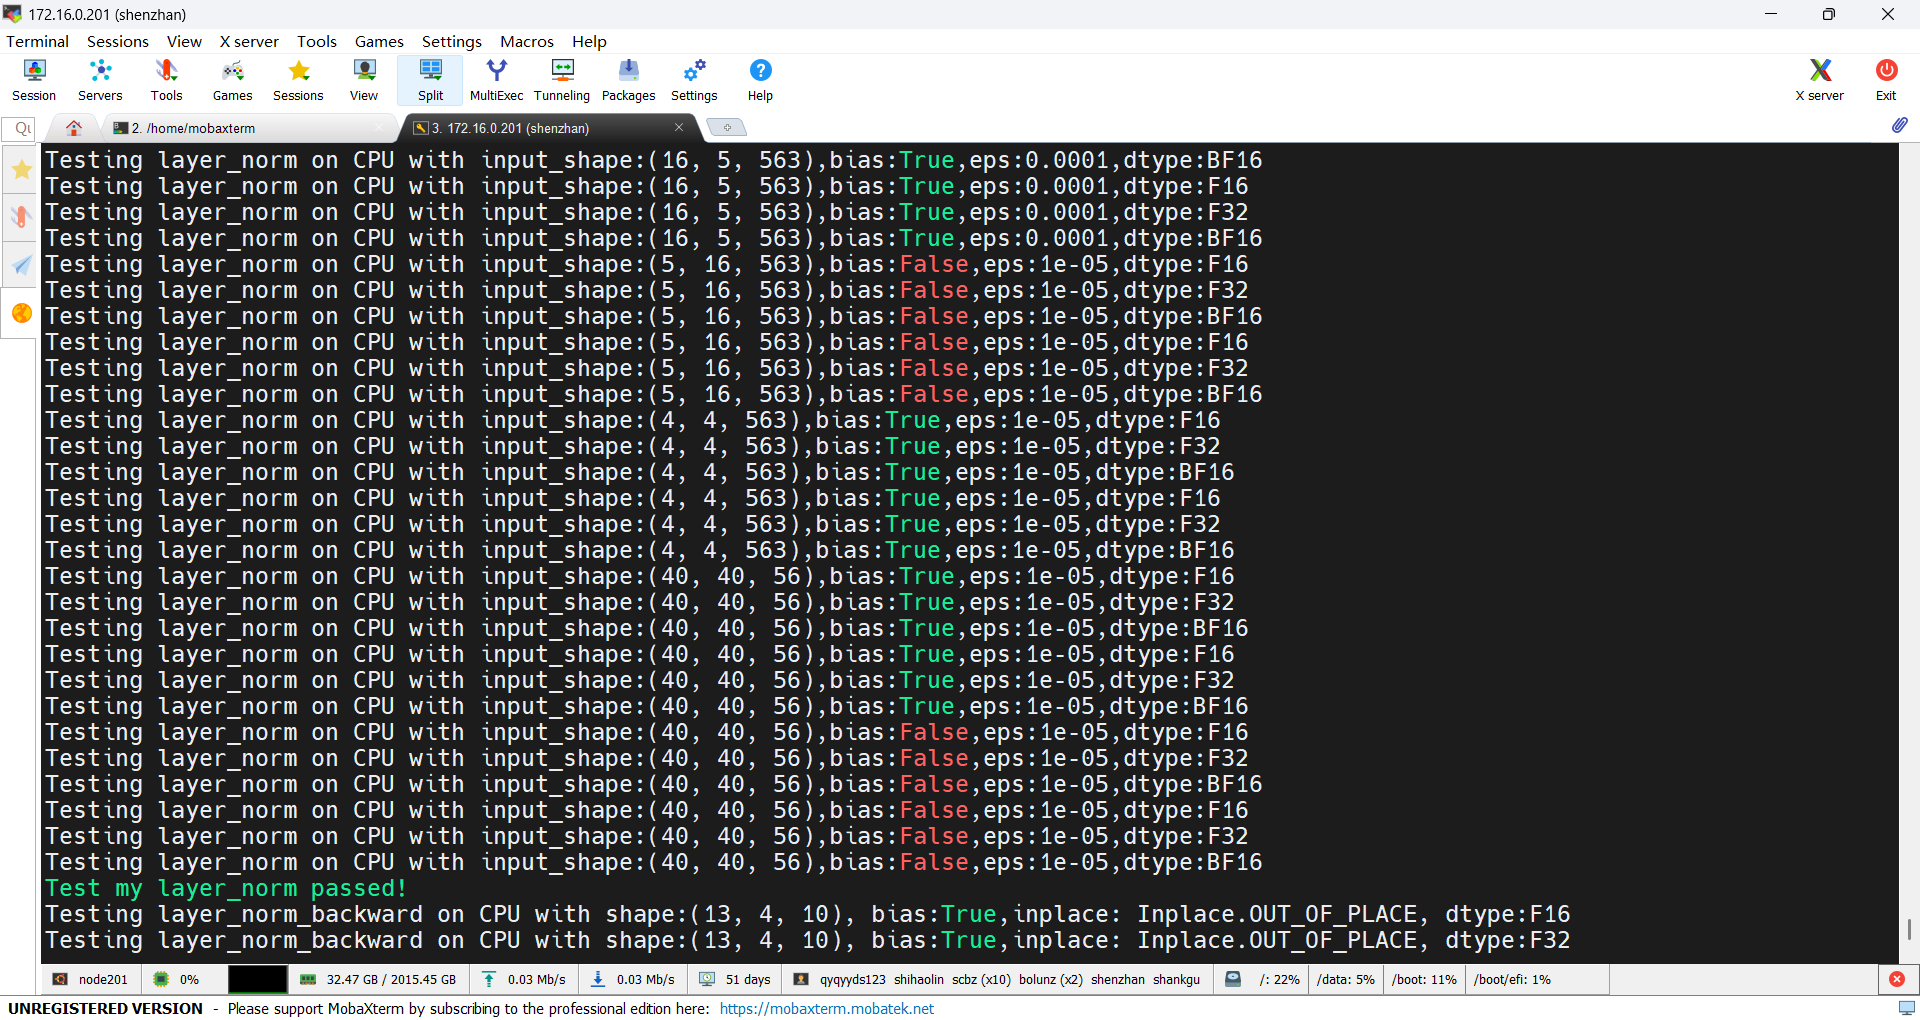 172.16.0.201 (shenzhan)
Terminal Sessions View X server Tools Games Settings Macros Help
Session Servers Tools Games Sessions View Split MultiExec Tunneling Packages Settings Help X server Exit
2. /home/mobaxterm 3. 172.16.0.201 (shenzhan)
Testing layer_norm on CPU with input_shape:(16, 5, 563),bias:True,eps:0.0001,dtype:BF16
Testing layer_norm on CPU with input_shape:(16, 5, 563),bias:True,eps:0.0001,dtype:F16
Testing layer_norm on CPU with input_shape:(16, 5, 563),bias:True,eps:0.0001,dtype:F32
Testing layer_norm on CPU with input_shape:(16, 5, 563),bias:True,eps:0.0001,dtype:BF16
Testing layer_norm on CPU with input_shape:(5, 16, 563),bias:False,eps:1e-05,dtype:F16
Testing layer_norm on CPU with input_shape:(5, 16, 563),bias:False,eps:1e-05,dtype:F32
Testing layer_norm on CPU with input_shape:(5, 16, 563),bias:False,eps:1e-05,dtype:BF16
Testing layer_norm on CPU with input_shape:(5, 16, 563),bias:False,eps:1e-05,dtype:F16
Testing layer_norm on CPU with input_shape:(5, 16, 563),bias:False,eps:1e-05,dtype:F32
Testing layer_norm on CPU with input_shape:(5, 16, 563),bias:False,eps:1e-05,dtype:BF16
Testing layer_norm on CPU with input_shape:(4, 4, 563),bias:True,eps:1e-05,dtype:F16
Testing layer_norm on CPU with input_shape:(4, 4, 563),bias:True,eps:1e-05,dtype:F32
Testing layer_norm on CPU with input_shape:(4, 4, 563),bias:True,eps:1e-05,dtype:BF16
Testing layer_norm on CPU with input_shape:(4, 4, 563),bias:True,eps:1e-05,dtype:F16
Testing layer_norm on CPU with input_shape:(4, 4, 563),bias:True,eps:1e-05,dtype:F32
Testing layer_norm on CPU with input_shape:(4, 4, 563),bias:True,eps:1e-05,dtype:BF16
Testing layer_norm on CPU with input_shape:(40, 40, 56),bias:True,eps:1e-05,dtype:F16
Testing layer_norm on CPU with input_shape:(40, 40, 56),bias:True,eps:1e-05,dtype:F32
Testing layer_norm on CPU with input_shape:(40, 40, 56),bias:True,eps:1e-05,dtype:BF16
Testing layer_norm on CPU with input_shape:(40, 40, 56),bias:True,eps:1e-05,dtype:F16
Testing layer_norm on CPU with input_shape:(40, 40, 56),bias:True,eps:1e-05,dtype:F32
Testing layer_norm on CPU with input_shape:(40, 40, 56),bias:True,eps:1e-05,dtype:BF16
Testing layer_norm on CPU with input_shape:(40, 40, 56),bias:False,eps:1e-05,dtype:F16
Testing layer_norm on CPU with input_shape:(40, 40, 56),bias:False,eps:1e-05,dtype:F32
Testing layer_norm on CPU with input_shape:(40, 40, 56),bias:False,eps:1e-05,dtype:BF16
Testing layer_norm on CPU with input_shape:(40, 40, 56),bias:False,eps:1e-05,dtype:F16
Testing layer_norm on CPU with input_shape:(40, 40, 56),bias:False,eps:1e-05,dtype:F32
Testing layer_norm on CPU with input_shape:(40, 40, 56),bias:False,eps:1e-05,dtype:BF16
Test my layer_norm passed!
Testing layer_norm_backward on CPU with shape:(13, 4, 10), bias:True,inplace: Inplace.OUT_OF_PLACE, dtype:F16
Testing layer_norm_backward on CPU with shape:(13, 4, 10), bias:True,inplace: Inplace.OUT_OF_PLACE, dtype:F32
node201 0% 32.47 GB / 2015.45 GB 0.03 Mb/s 0.03 Mb/s 51 days qyqyyds123 shihaolin scbz (x10) bolunz (x2) shenzhan shankgu /: 22% /data: 5% /boot: 11% /boot/efi: 1%
UNREGISTERED VERSION - Please support MobaXterm by subscribing to the professional edition here: https://mobaxterm.mobatek.net